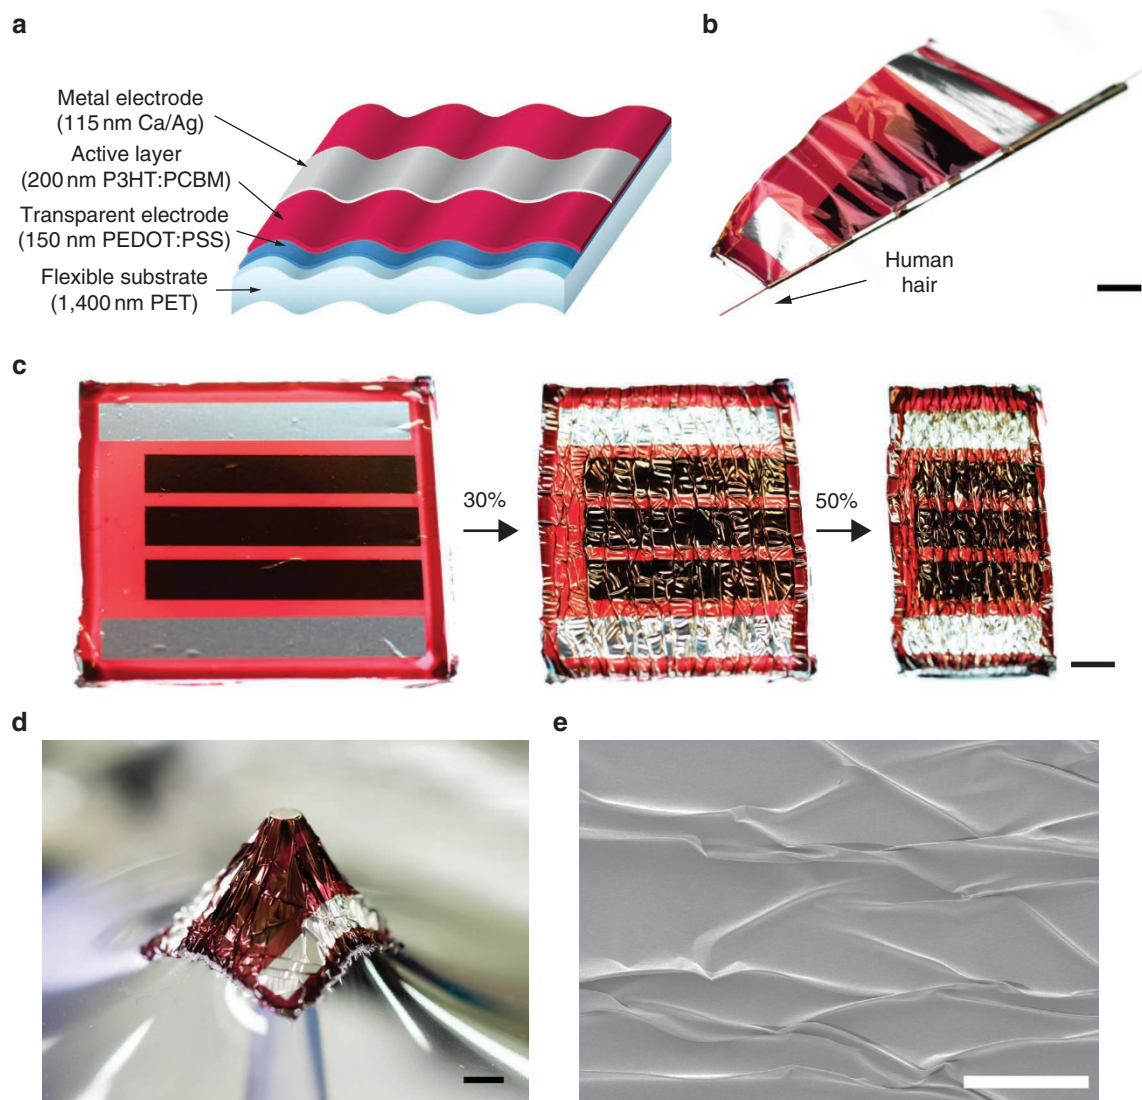 a
Metal electrode
(115 nm Ca/Ag)
Active layer
(200 nm P3HT:PCBM)
Transparent electrode
(150 nm PEDOT:PSS)
Flexible substrate
(1,400 nm PET)
b
Human
hair
c
30%
50%
d
e